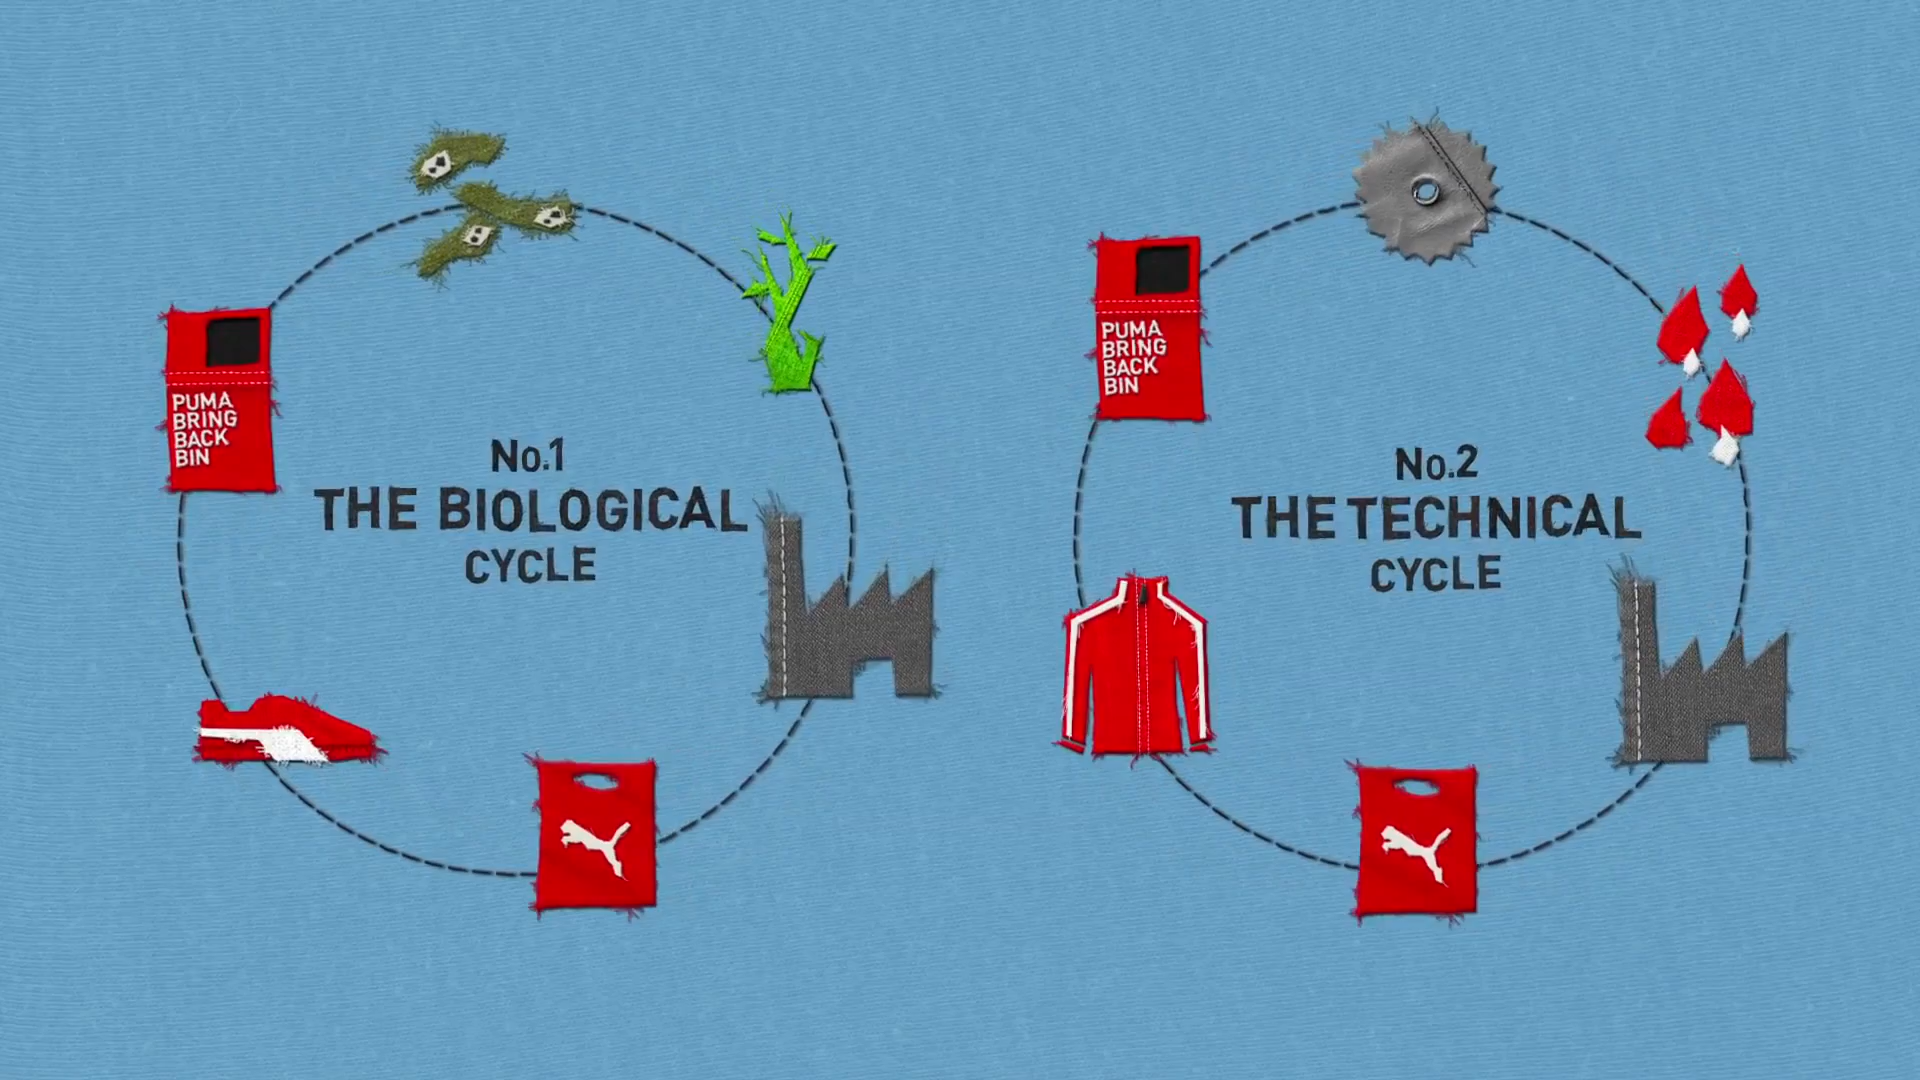 PUMA
BRING
BACK
BIN
No.1
THE BIOLOGICAL
CYCLE
PUMA
BRING
BACK
BIN
No.2
THE TECHNICAL
CYCLE